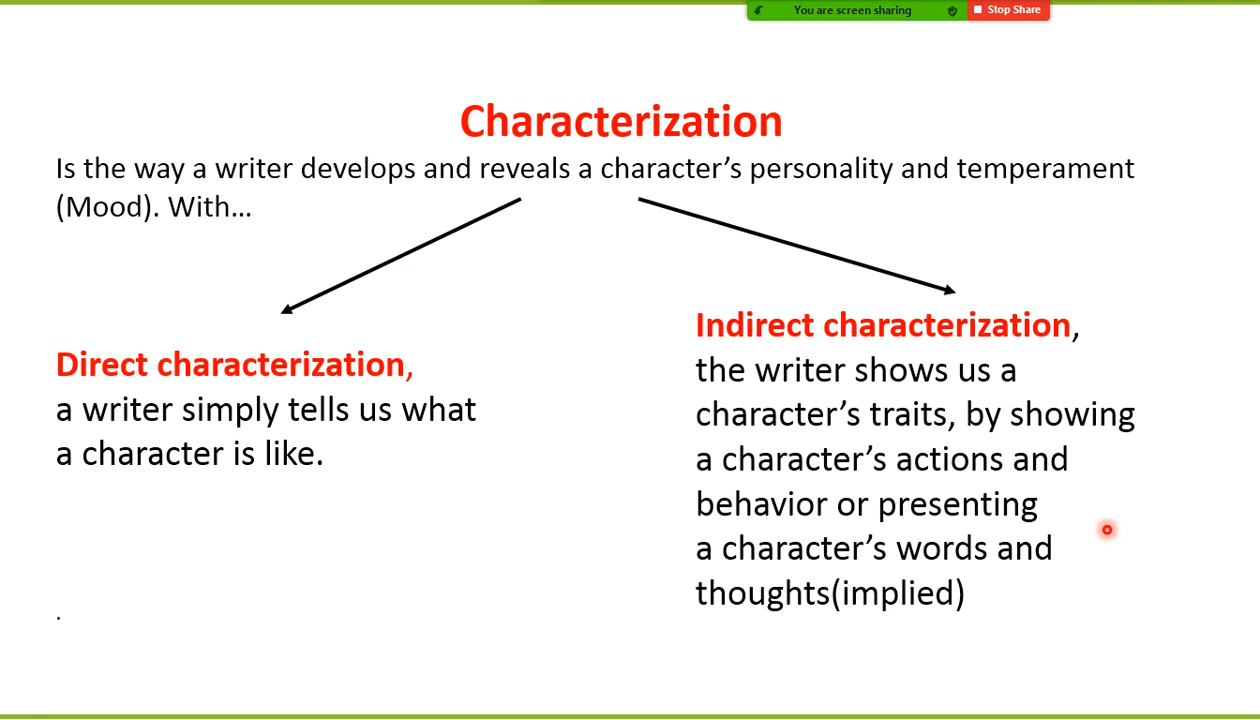 You are screen sharing
Stop Share
Characterization
Is the way a writer develops and reveals a character’s personality and temperament
(Mood). With…
Direct characterization,
a writer simply tells us what
a character is like.
Indirect characterization,
the writer shows us a
character’s traits, by showing
a character’s actions and
behavior or presenting
a character’s words and
thoughts(implied)
.